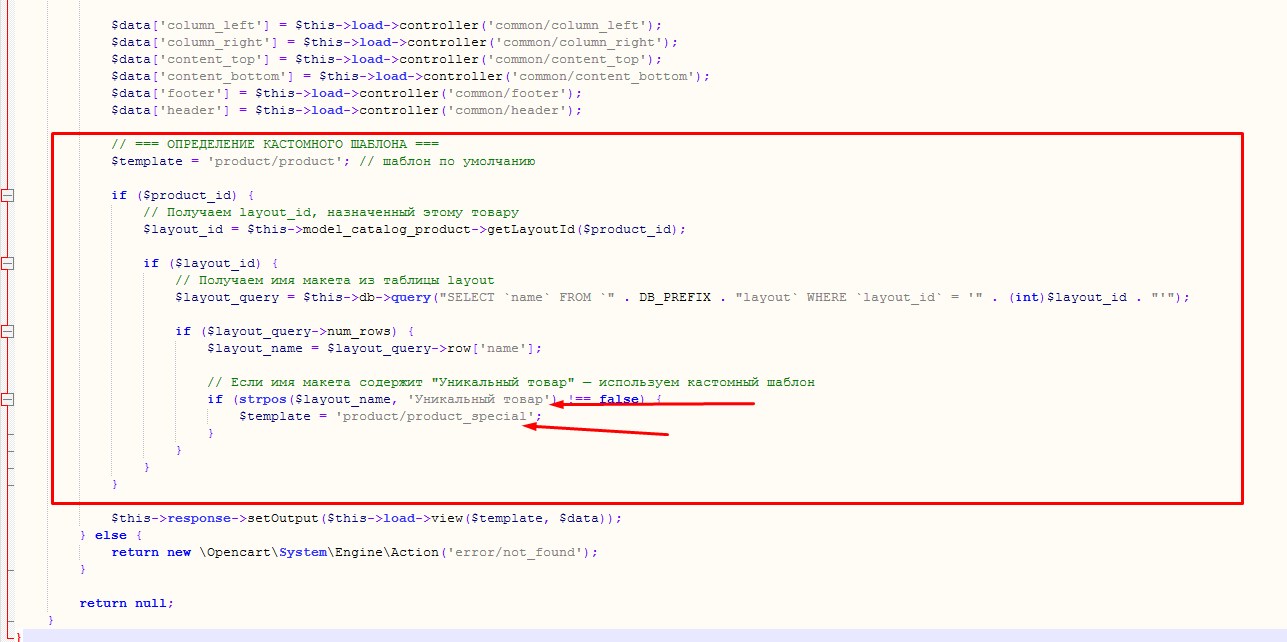 $data['column_left'] = $this->load->controller('common/column_left');
$data['column_right'] = $this->load->controller('common/column_right');
$data['content_top'] = $this->load->controller('common/content_top');
$data['content_bottom'] = $this->load->controller('common/content_bottom');
$data['footer'] = $this->load->controller('common/footer');
$data['header'] = $this->load->controller('common/header');
// === ОПРЕДЕЛЕНИЕ КАСТОМНОГО ШАБЛОНА ===
$template = 'product/product'; // шаблон по умолчанию
if ($product_id) {
// Получаем layout_id, назначенный этому товару
$layout_id = $this->model_catalog_product->getLayoutId($product_id);
if ($layout_id) {
// Получаем имя макета из таблицы layout
$layout_query = $this->db->query("SELECT `name` FROM `" . DB_PREFIX . "layout` WHERE `layout_id` = '" . (int)$layout_id . "'");
if ($layout_query->num_rows) {
$layout_name = $layout_query->row['name'];
// Если имя макета содержит "Уникальный товар" — используем кастомный шаблон
if (strpos($layout_name, 'Уникальный товар') !== false) {
$template = 'product/product_special';
}
}
}
}
$this->response->setOutput($this->load->view($template, $data));
} else {
return new \Opencart\System\Engine\Action('error/not_found');
}
return null;
}
}